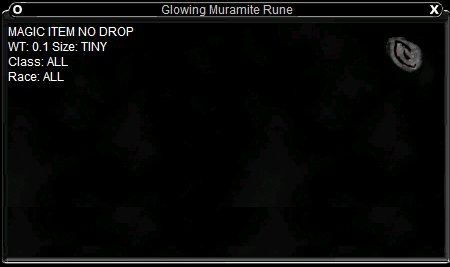 O Glowing Muramite Rune X
MAGIC ITEM NO DROP
WT: 0.1 Size: TINY
Class: ALL
Race: ALL